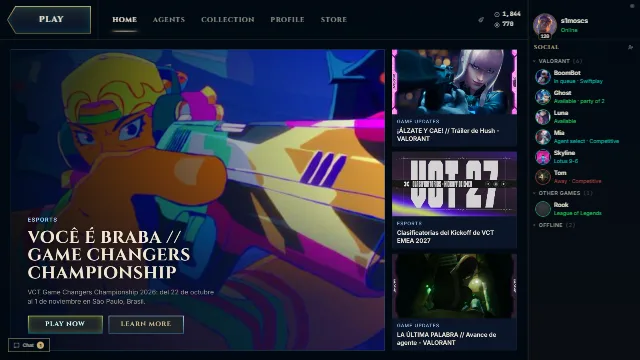 PLAY
HOME
AGENTS
COLLECTION
PROFILE
STORE
1,844
778
s1moscs
Online
128
SOCIAL
ESPORTS
VOCÊ É BRABA //
GAME CHANGERS
CHAMPIONSHIP
VCT Game Changers Championship 2026: del 22 de octubre
al 1 de noviembre en São Paulo, Brasil.
PLAY NOW
LEARN MORE
Chat
GAME UPDATES
¡ÁLZATE Y CAE! // Tráiler de Hush -
VALORANT
VCT 27
ESPORTS
Clasificatorias del Kickoff de VCT
EMEA 2027
GAME UPDATES
LA ÚLTIMA PALABRA // Avance de
agente - VALORANT
VALORANT
BoomBot
In queue · Swiftplay
Ghost
Available · party of 2
Luna
Available
Mia
Agent select · Competitive
Skyline
Lotus 9-6
Tom
Away · Competitive
OTHER GAMES
Rook
League of Legends
OFFLINE